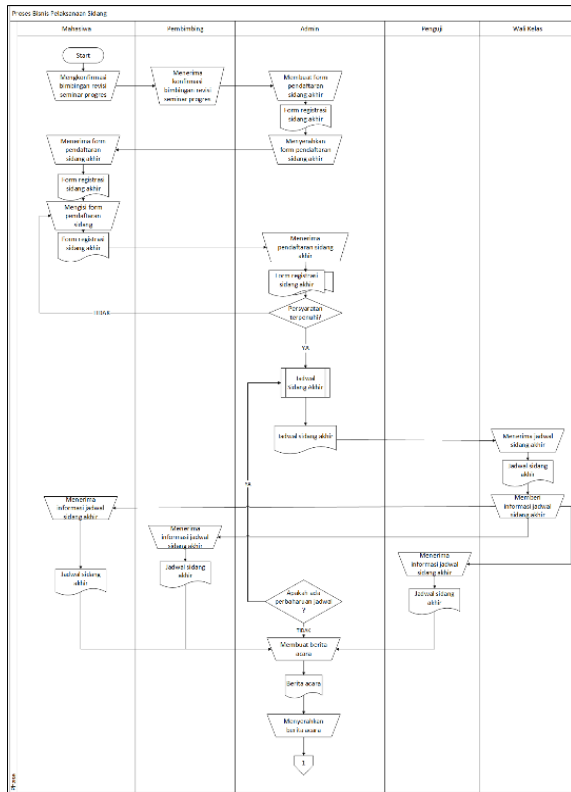 Proses Bisnis Pelaksanaan Sidang
Mahasiswa
Pembimbing
Admin
Penguji
Wali Kelas
Start
Mengkonfirmasi
bimbingan revisi
seminar progres
Menerima
konfirmasi
bimbingan revisi
seminar progres
Membuat form
pendaftaran
sidang akhir
Form registrasi
sidang akhir
Menerima form
pendaftaran
sidang akhir
Menyerahkan
form pendaftaran
sidang akhir
Form registrasi
sidang akhir
Mengisi form
pendaftaran
sidang
Form registrasi
sidang akhir
Menerima
pendaftaran sidang
akhir
Form registrasi
sidang akhir
Persyaratan
terpenuhi?
TIDAK
YA
Jadwal
Sidang Akhir
Jadwal sidang akhir
Menerima jadwal
sidang akhir
Jadwal sidang
akhir
YA
Menerima
informasi jadwal
sidang akhir
Memberi
informasi jadwal
sidang akhir
Menerima
informasi jadwal
sidang akhir
Menerima
informasi jadwal
sidang akhir
Jadwal sidang
akhir
Jadwal sidang
akhir
Apakah ada
perbaharuan jadwal
?
Jadwal sidang
akhir
TIDAK
Membuat berita
acara
Berita acara
Menyerahkan
berita acara
1
Phase